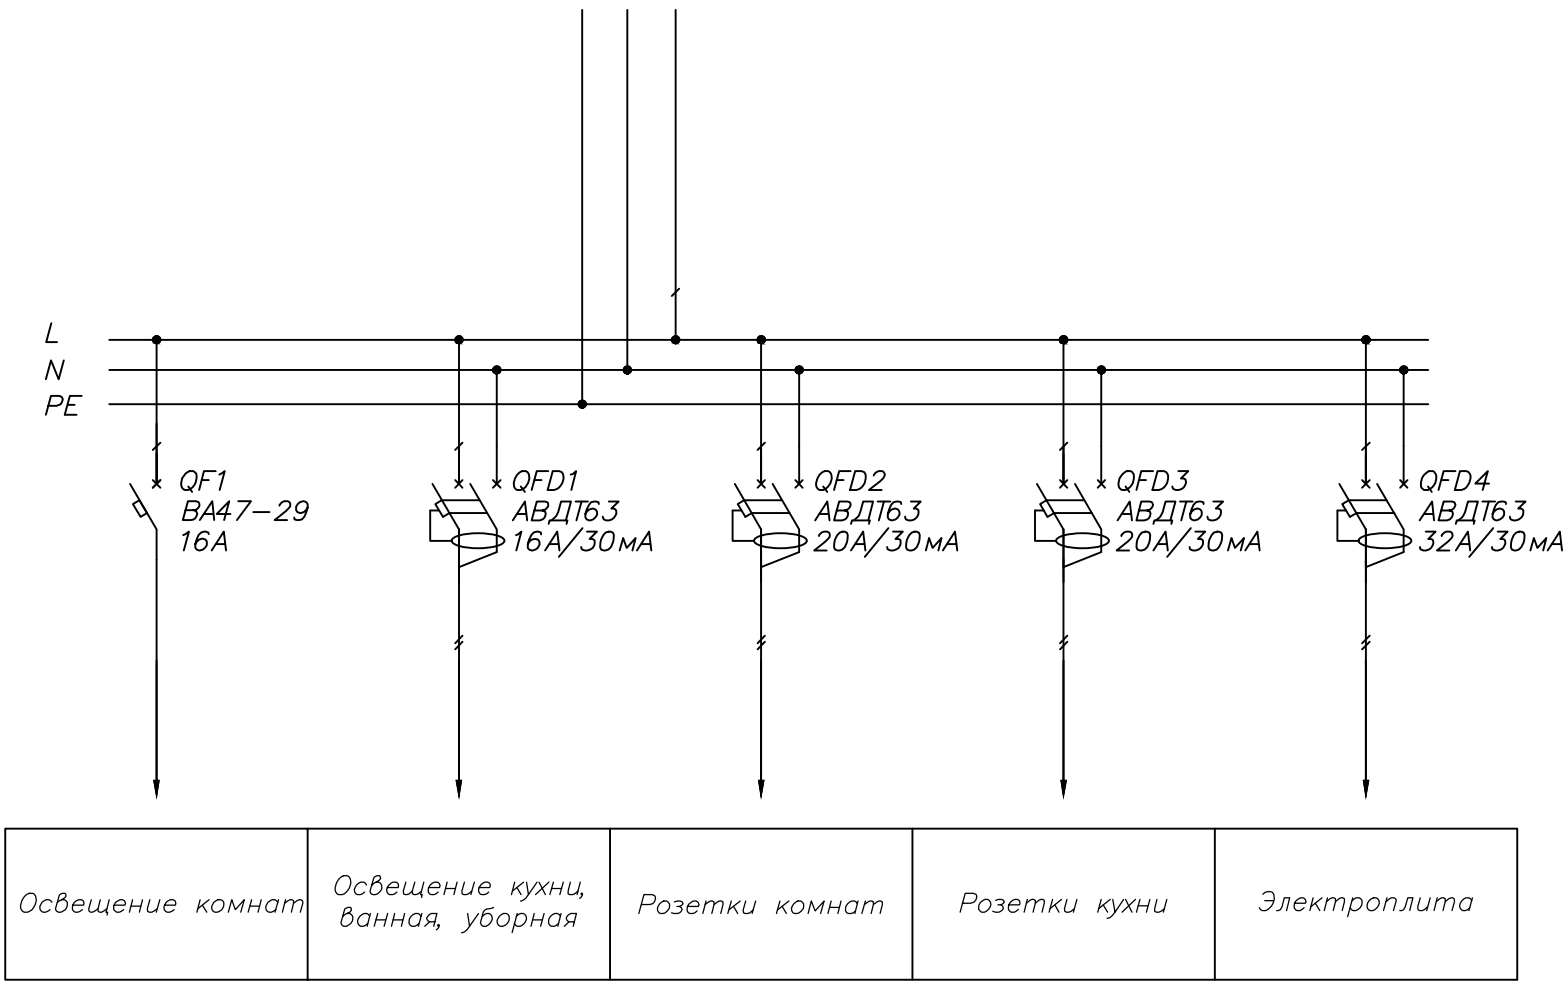 L
N
PE
QF1
ВА47-29
16А
QFD1
АВДТ63
16А/30мА
QFD2
АВДТ63
20А/30мА
QFD3
АВДТ63
20А/30мА
QFD4
АВДТ63
32А/30мА
Освещение комнат
Освещение кухни,
ванная, уборная
Розетки комнат
Розетки кухни
Электроплита